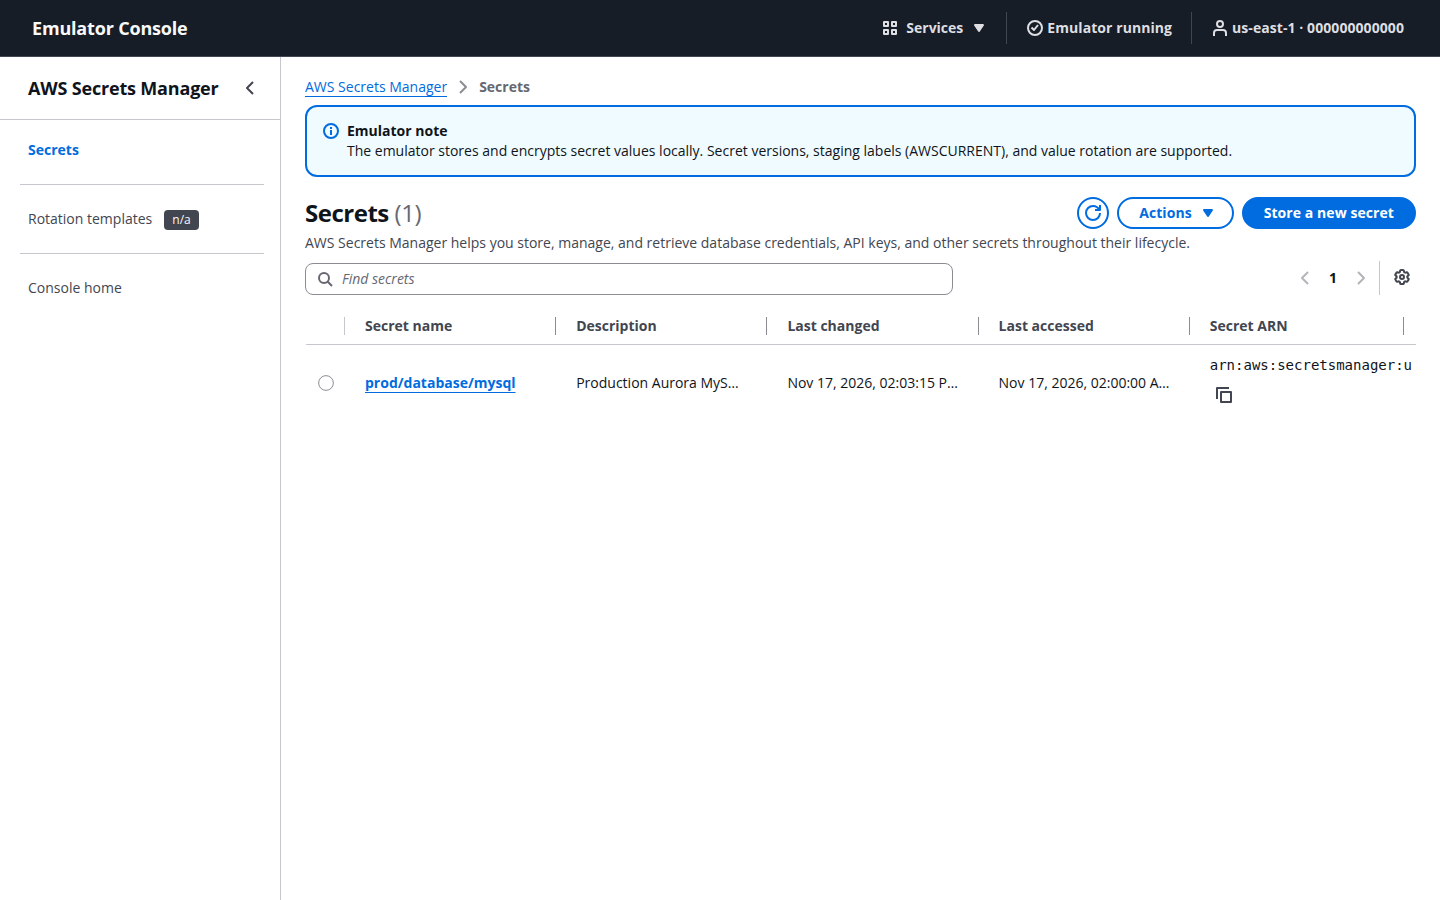 Emulator Console
Services
Emulator running
us-east-1 · 000000000000
AWS Secrets Manager
Secrets
Rotation templates n/a
Console home
AWS Secrets Manager > Secrets
Emulator note
The emulator stores and encrypts secret values locally. Secret versions, staging labels (AWSCURRENT), and value rotation are supported.
Secrets (1)
Actions
Store a new secret
AWS Secrets Manager helps you store, manage, and retrieve database credentials, API keys, and other secrets throughout their lifecycle.
Find secrets
1
Secret name Description Last changed Last accessed Secret ARN
prod/database/mysql Production Aurora MyS... Nov 17, 2026, 02:03:15 P... Nov 17, 2026, 02:00:00 A... arn:aws:secretsmanager:u